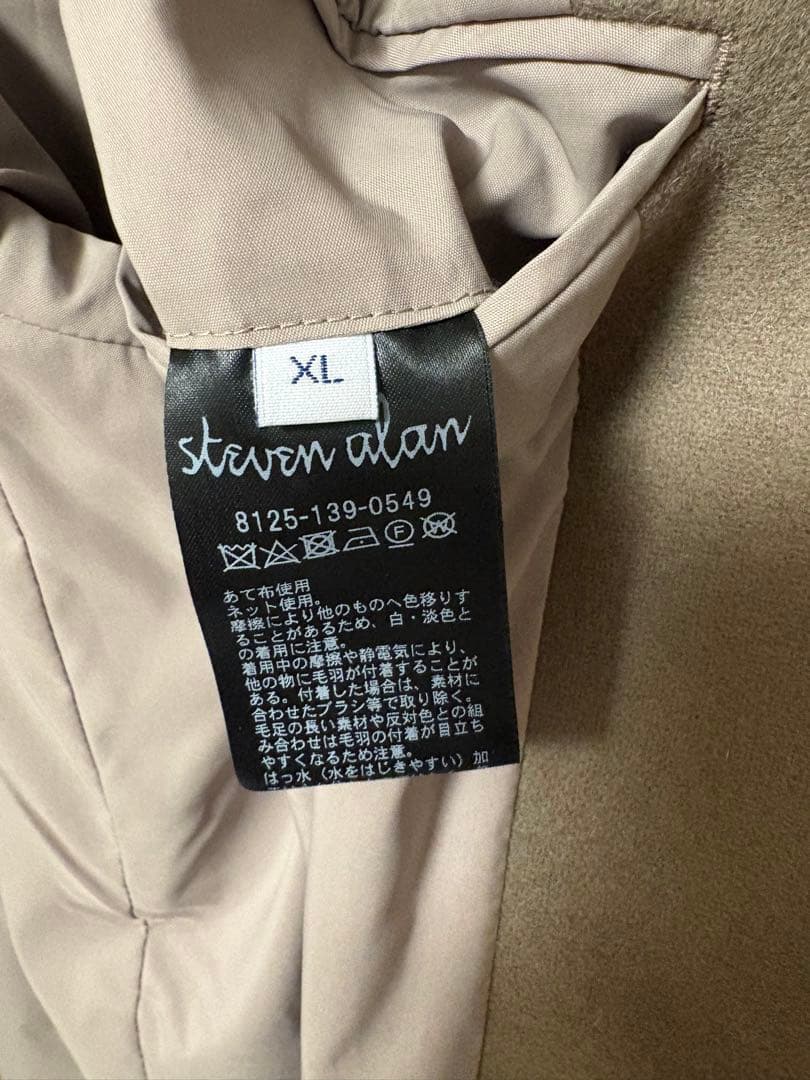 XL
steven alan
8125-139-0549
あて布使用
ネット使用。
摩擦により他のものへ色移りす
ることがあるため、白・淡色と
の着用に注意。
着用中の摩擦や静電気により、
他の物に毛羽が付着することが
ある。付着した場合は、素材に
合わせたブラシ等で取り除く。
毛足の長い素材や反対色との組
み合わせは毛羽の付着が目立ち
やすくなるため注意。
はっ水(水をはじきやすい)加